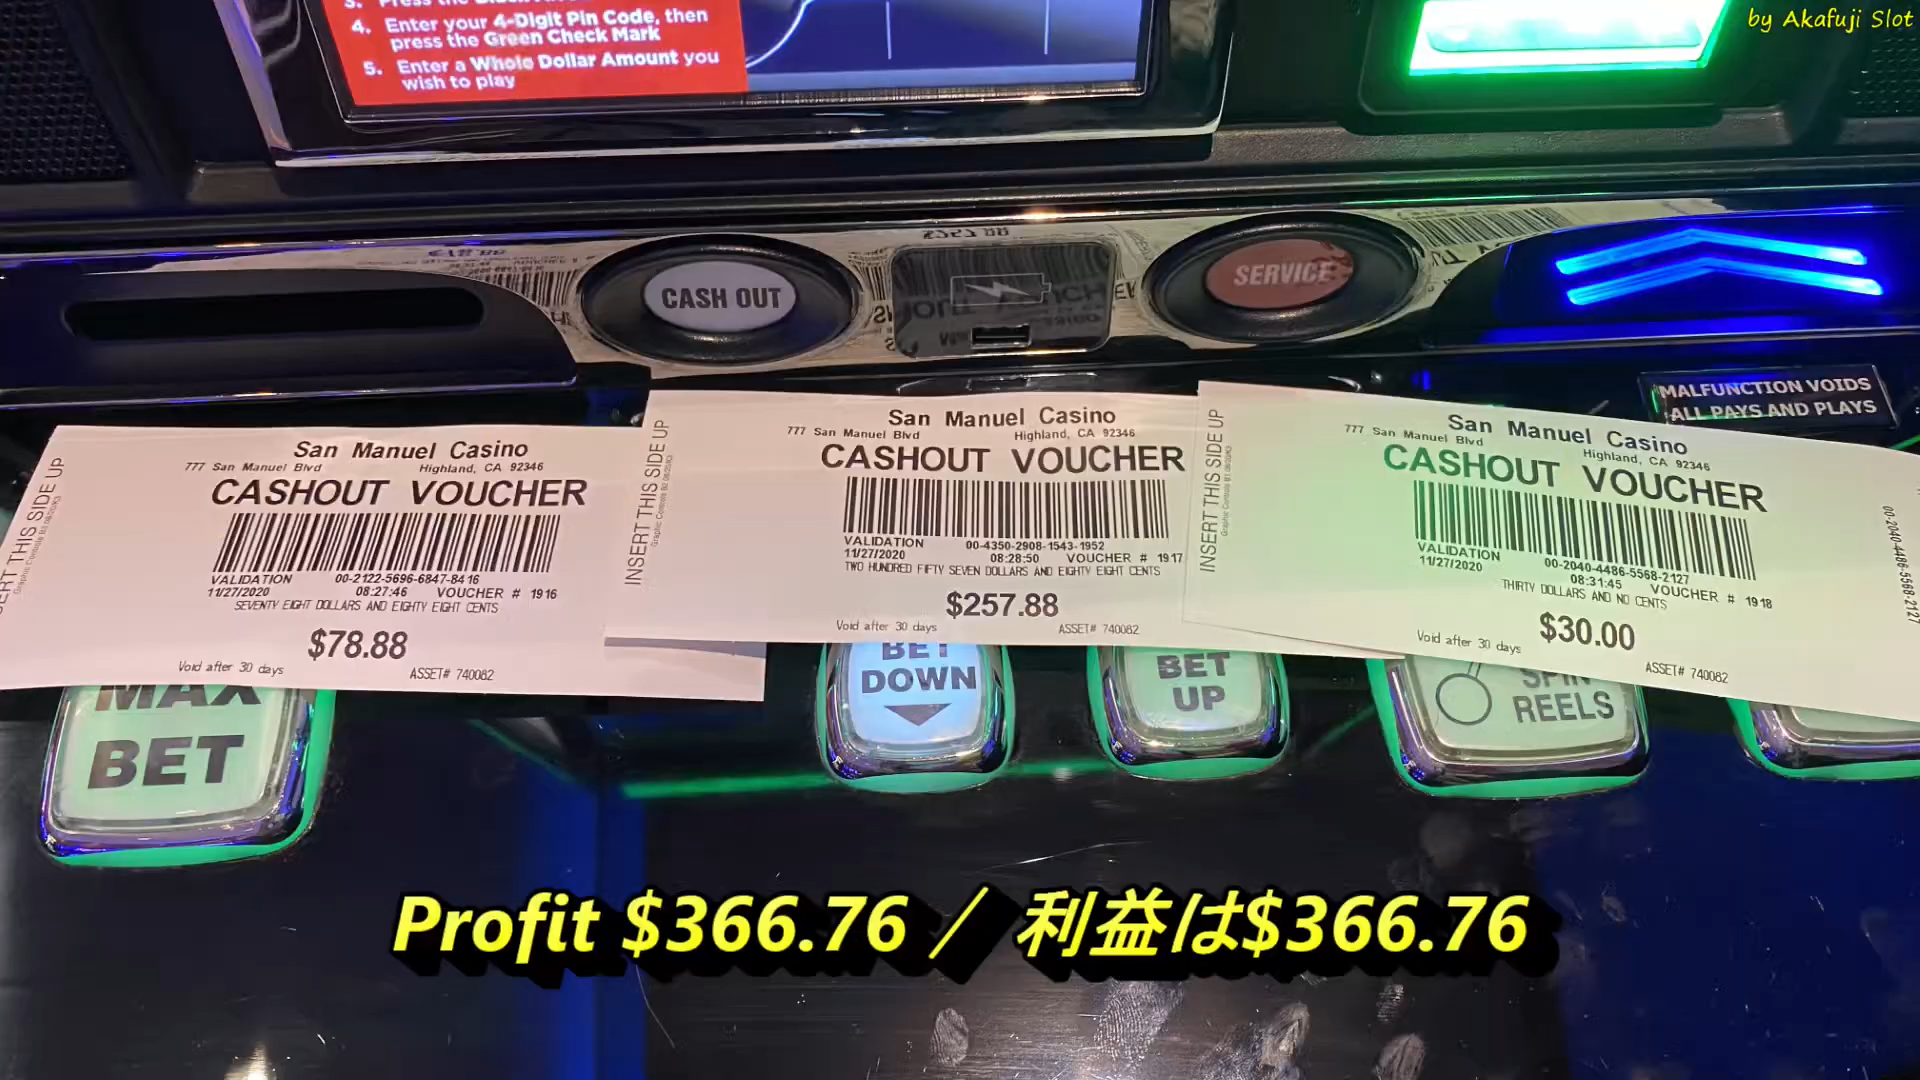 by Akafuji Slot
4. Enter your 4-Digit Pin Code, then
press the Green Check Mark
5. Enter a Whole Dollar Amount you
wish to play
CASH OUT
SERVICE
MALFUNCTION VOIDS
ALL PAYS AND PLAYS
San Manuel Casino
777 San Manuel Blvd Highland, CA 92346
CASHOUT VOUCHER
VALIDATION 00-2122-5696-6847-8416
11/27/2020 08:27:46 VOUCHER # 1916
SEVENTY EIGHT DOLLARS AND EIGHTY EIGHT CENTS
$78.88
Void after 30 days ASSET# 740082
INSERT THIS SIDE UP
San Manuel Casino
777 San Manuel Blvd Highland, CA 92346
CASHOUT VOUCHER
VALIDATION 00-4350-2908-1543-1952
11/27/2020 08:28:50 VOUCHER # 1917
TWO HUNDRED FIFTY SEVEN DOLLARS AND EIGHTY EIGHT CENTS
$257.88
Void after 30 days ASSET# 740082
INSERT THIS SIDE UP
San Manuel Casino
777 San Manuel Blvd Highland, CA 92346
CASHOUT VOUCHER
VALIDATION 00-2040-4486-5568-2127
11/27/2020 08:31:45 VOUCHER # 1918
THIRTY DOLLARS AND NO CENTS
$30.00
Void after 30 days ASSET# 740082
00-2040-4486-5568-2127
MAX
BET
BET
DOWN
BET
UP
SPIN
REELS
Profit $366.76 / 利益は$366.76